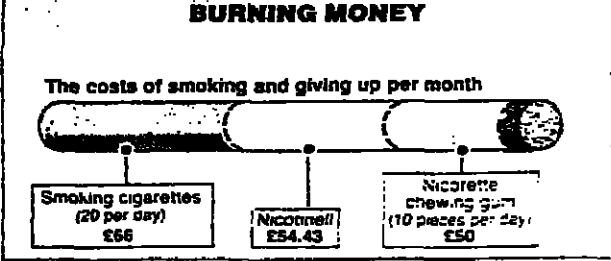 BURNING MONEY
The costs of smoking and giving up per month
Smoking cigarettes
(20 per day)
£66
Nicotinell
£54.43
Nicorette
chewing gum
(10 pieces per day)
£50